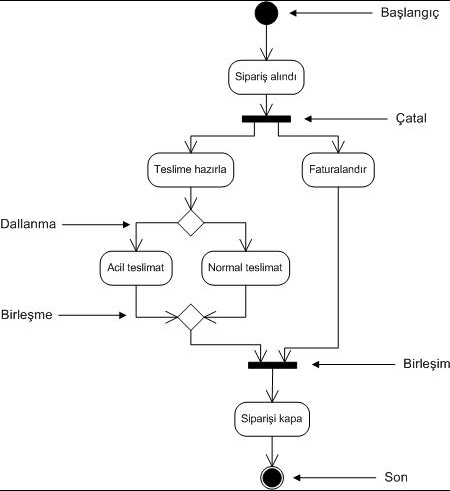 Başlangıç
Sipariş alındı
Çatal
Teslime hazırla
Faturalandır
Dallanma
Acil teslimat
Normal teslimat
Birleşme
Birleşim
Siparişi kapa
Son